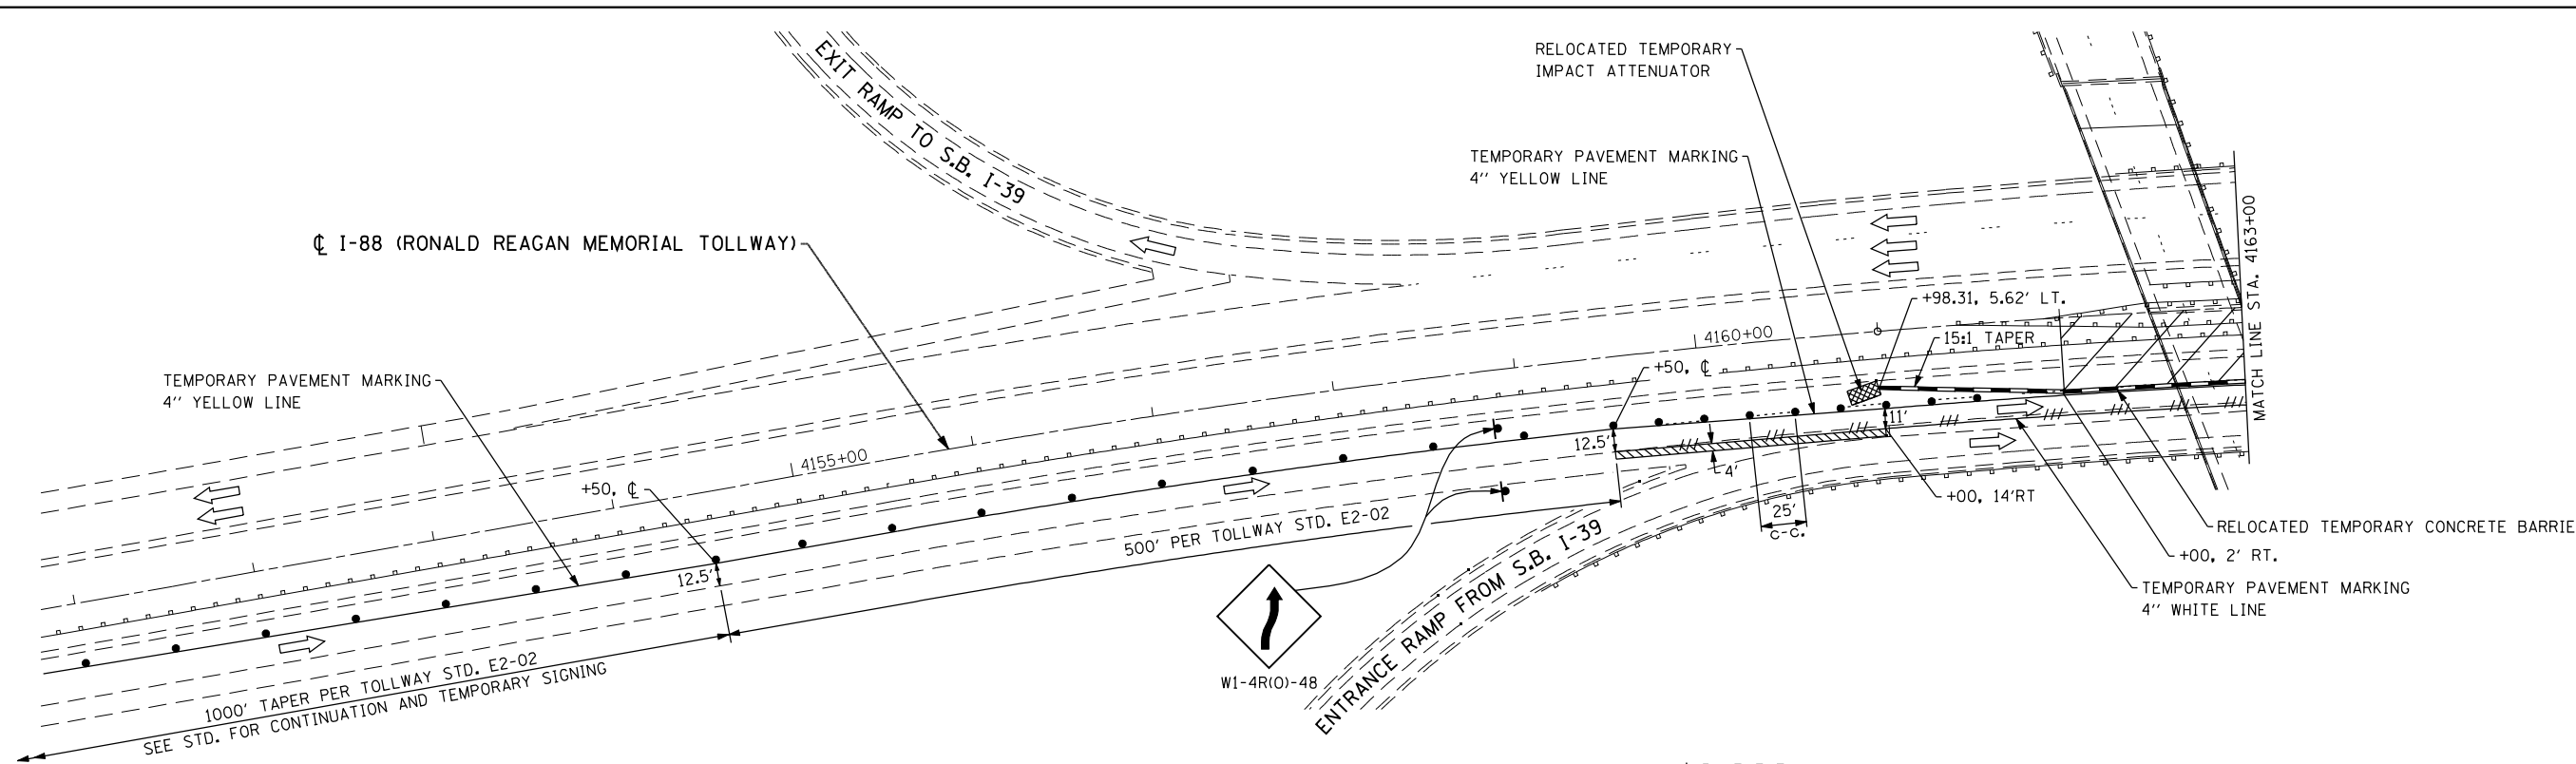 RELOCATED TEMPORARY
IMPACT ATTENUATOR
EXIT RAMP TO S.B. I-39
TEMPORARY PAVEMENT MARKING
4'' YELLOW LINE
℄ I-88 (RONALD REAGAN MEMORIAL TOLLWAY)
MATCH LINE STA. 4163+00
+98.31, 5.62' LT.
4160+00
15:1 TAPER
+50, ℄
TEMPORARY PAVEMENT MARKING
4'' YELLOW LINE
11'
12.5'
4155+00
4'
+50, ℄
+00, 14'RT
25'
C-C.
500' PER TOLLWAY STD. E2-02
RELOCATED TEMPORARY CONCRETE BARRIE
+00, 2' RT.
12.5'
TEMPORARY PAVEMENT MARKING
4'' WHITE LINE
ENTRANCE RAMP FROM S.B. I-39
1000' TAPER PER TOLLWAY STD. E2-02
SEE STD. FOR CONTINUATION AND TEMPORARY SIGNING
W1-4R(O)-48